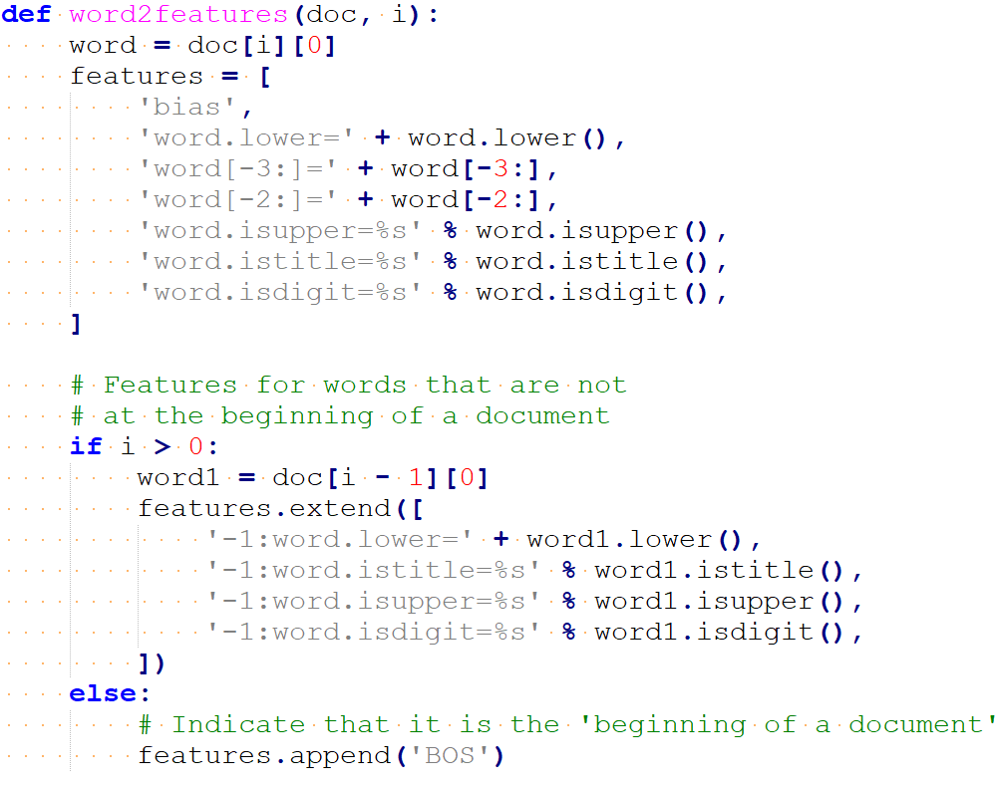 def word2features(doc, i):
    word = doc[i][0]
    features = [
        'bias',
        'word.lower=' + word.lower(),
        'word[-3:]=' + word[-3:],
        'word[-2:]=' + word[-2:],
        'word.isupper=%s' % word.isupper(),
        'word.istitle=%s' % word.istitle(),
        'word.isdigit=%s' % word.isdigit(),
    ]

    # Features for words that are not
    # at the beginning of a document
    if i > 0:
        word1 = doc[i - 1][0]
        features.extend([
            '-1:word.lower=' + word1.lower(),
            '-1:word.istitle=%s' % word1.istitle(),
            '-1:word.isupper=%s' % word1.isupper(),
            '-1:word.isdigit=%s' % word1.isdigit(),
        ])
    else:
        # Indicate that it is the 'beginning of a document'
        features.append('BOS')